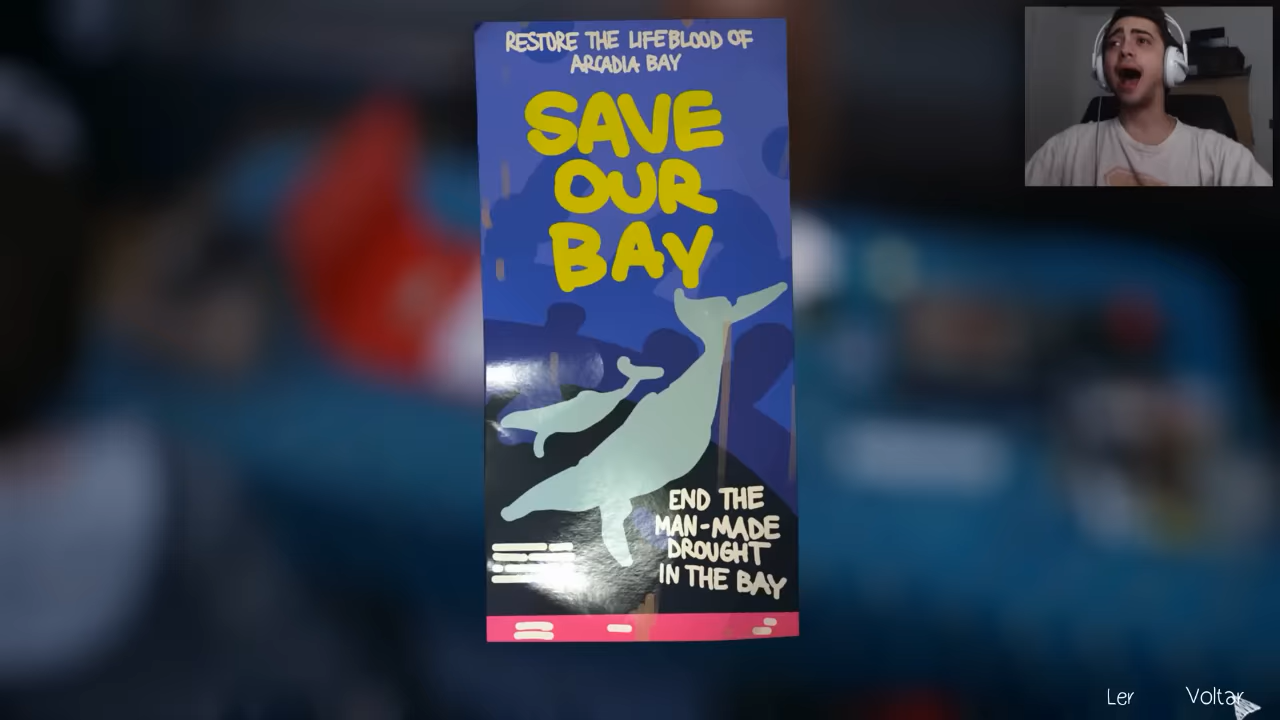 RESTORE THE LIFEBLOOD OF
ARCADIA BAY
SAVE
OUR
BAY
END THE
MAN-MADE
DROUGHT
IN THE BAY
Ler
Voltar